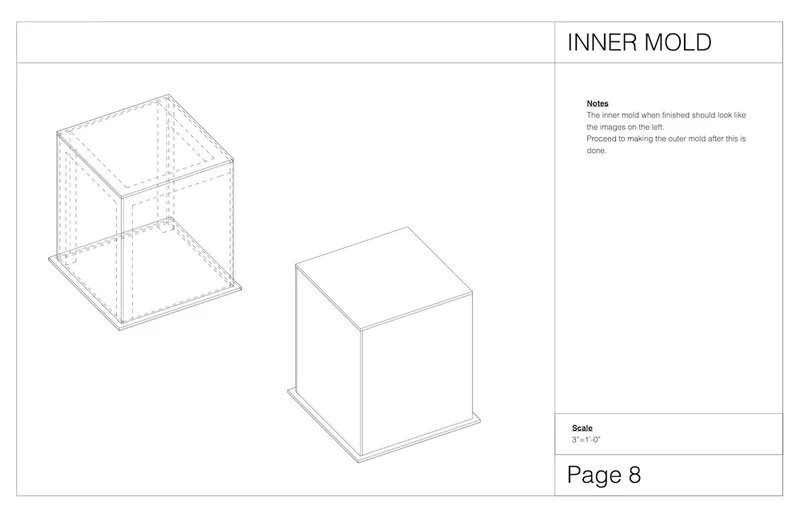 INNER MOLD
Notes
The inner mold when finished should look like
the images on the left.
Proceed to making the outer mold after this is
done.
Scale
3"=1'-0"
Page 8